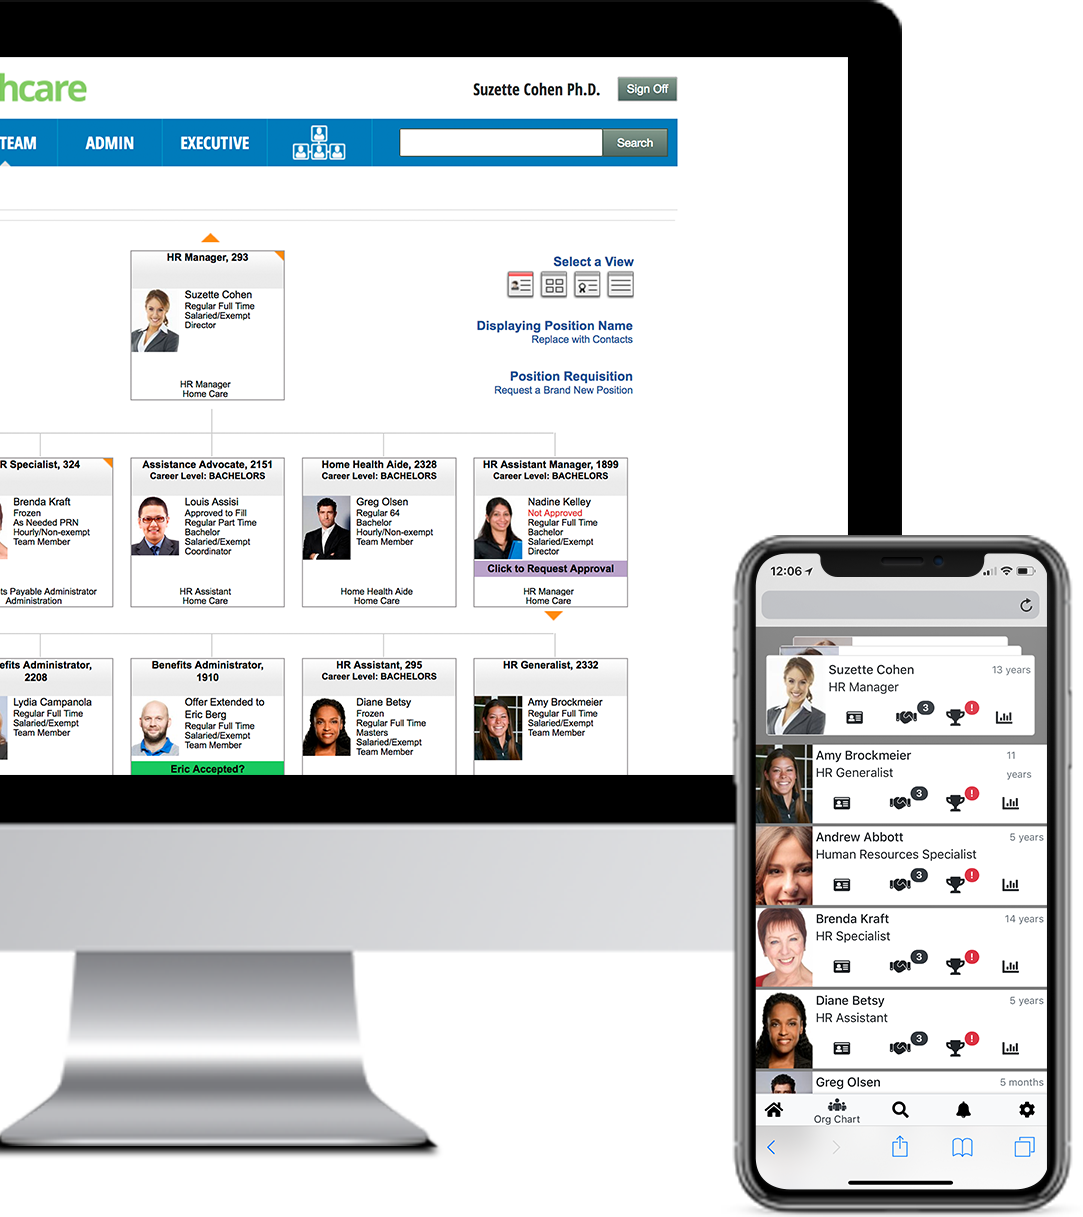 hcare
Suzette Cohen Ph.D.
Sign Off
TEAM
ADMIN
EXECUTIVE
Search
HR Manager, 293
Suzette Cohen
Regular Full Time
Salaried/Exempt
Director
HR Manager
Home Care
Select a View
Displaying Position Name
Replace with Contacts
Position Requisition
Request a Brand New Position
R Specialist, 324
Brenda Kraft
Frozen
As Needed PRN
Hourly/Non-exempt
Team Member
ts Payable Administrator
Administration
Assistance Advocate, 2151
Career Level: BACHELORS
Louis Assisi
Approved to Fill
Regular Part Time
Bachelor
Salaried/Exempt
Coordinator
HR Assistant
Home Care
Home Health Aide, 2328
Career Level: BACHELORS
Greg Olsen
Regular 64
Bachelor
Hourly/Non-exempt
Team Member
Home Health Aide
Home Care
HR Assistant Manager, 1899
Career Level: BACHELORS
Nadine Kelley
Not Approved
Regular Full Time
Bachelor
Salaried/Exempt
Director
Click to Request Approval
HR Manager
Home Care
efits Administrator,
2208
Lydia Campanola
Regular Full Time
Salaried/Exempt
Team Member
Benefits Administrator,
1910
Offer Extended to
Eric Berg
Regular Full Time
Salaried/Exempt
Team Member
Eric Accepted?
HR Assistant, 295
Career Level: BACHELORS
Diane Betsy
Frozen
Regular Full Time
Masters
Salaried/Exempt
Team Member
HR Generalist, 2332
Amy Brockmeier
Regular Full Time
Salaried/Exempt
Team Member
12:06
Suzette Cohen
13 years
HR Manager
3
!
Amy Brockmeier
11
years
HR Generalist
3
!
Andrew Abbott
5 years
Human Resources Specialist
3
!
Brenda Kraft
14 years
HR Specialist
3
!
Diane Betsy
5 years
HR Assistant
3
!
Greg Olsen
5 months
Org Chart